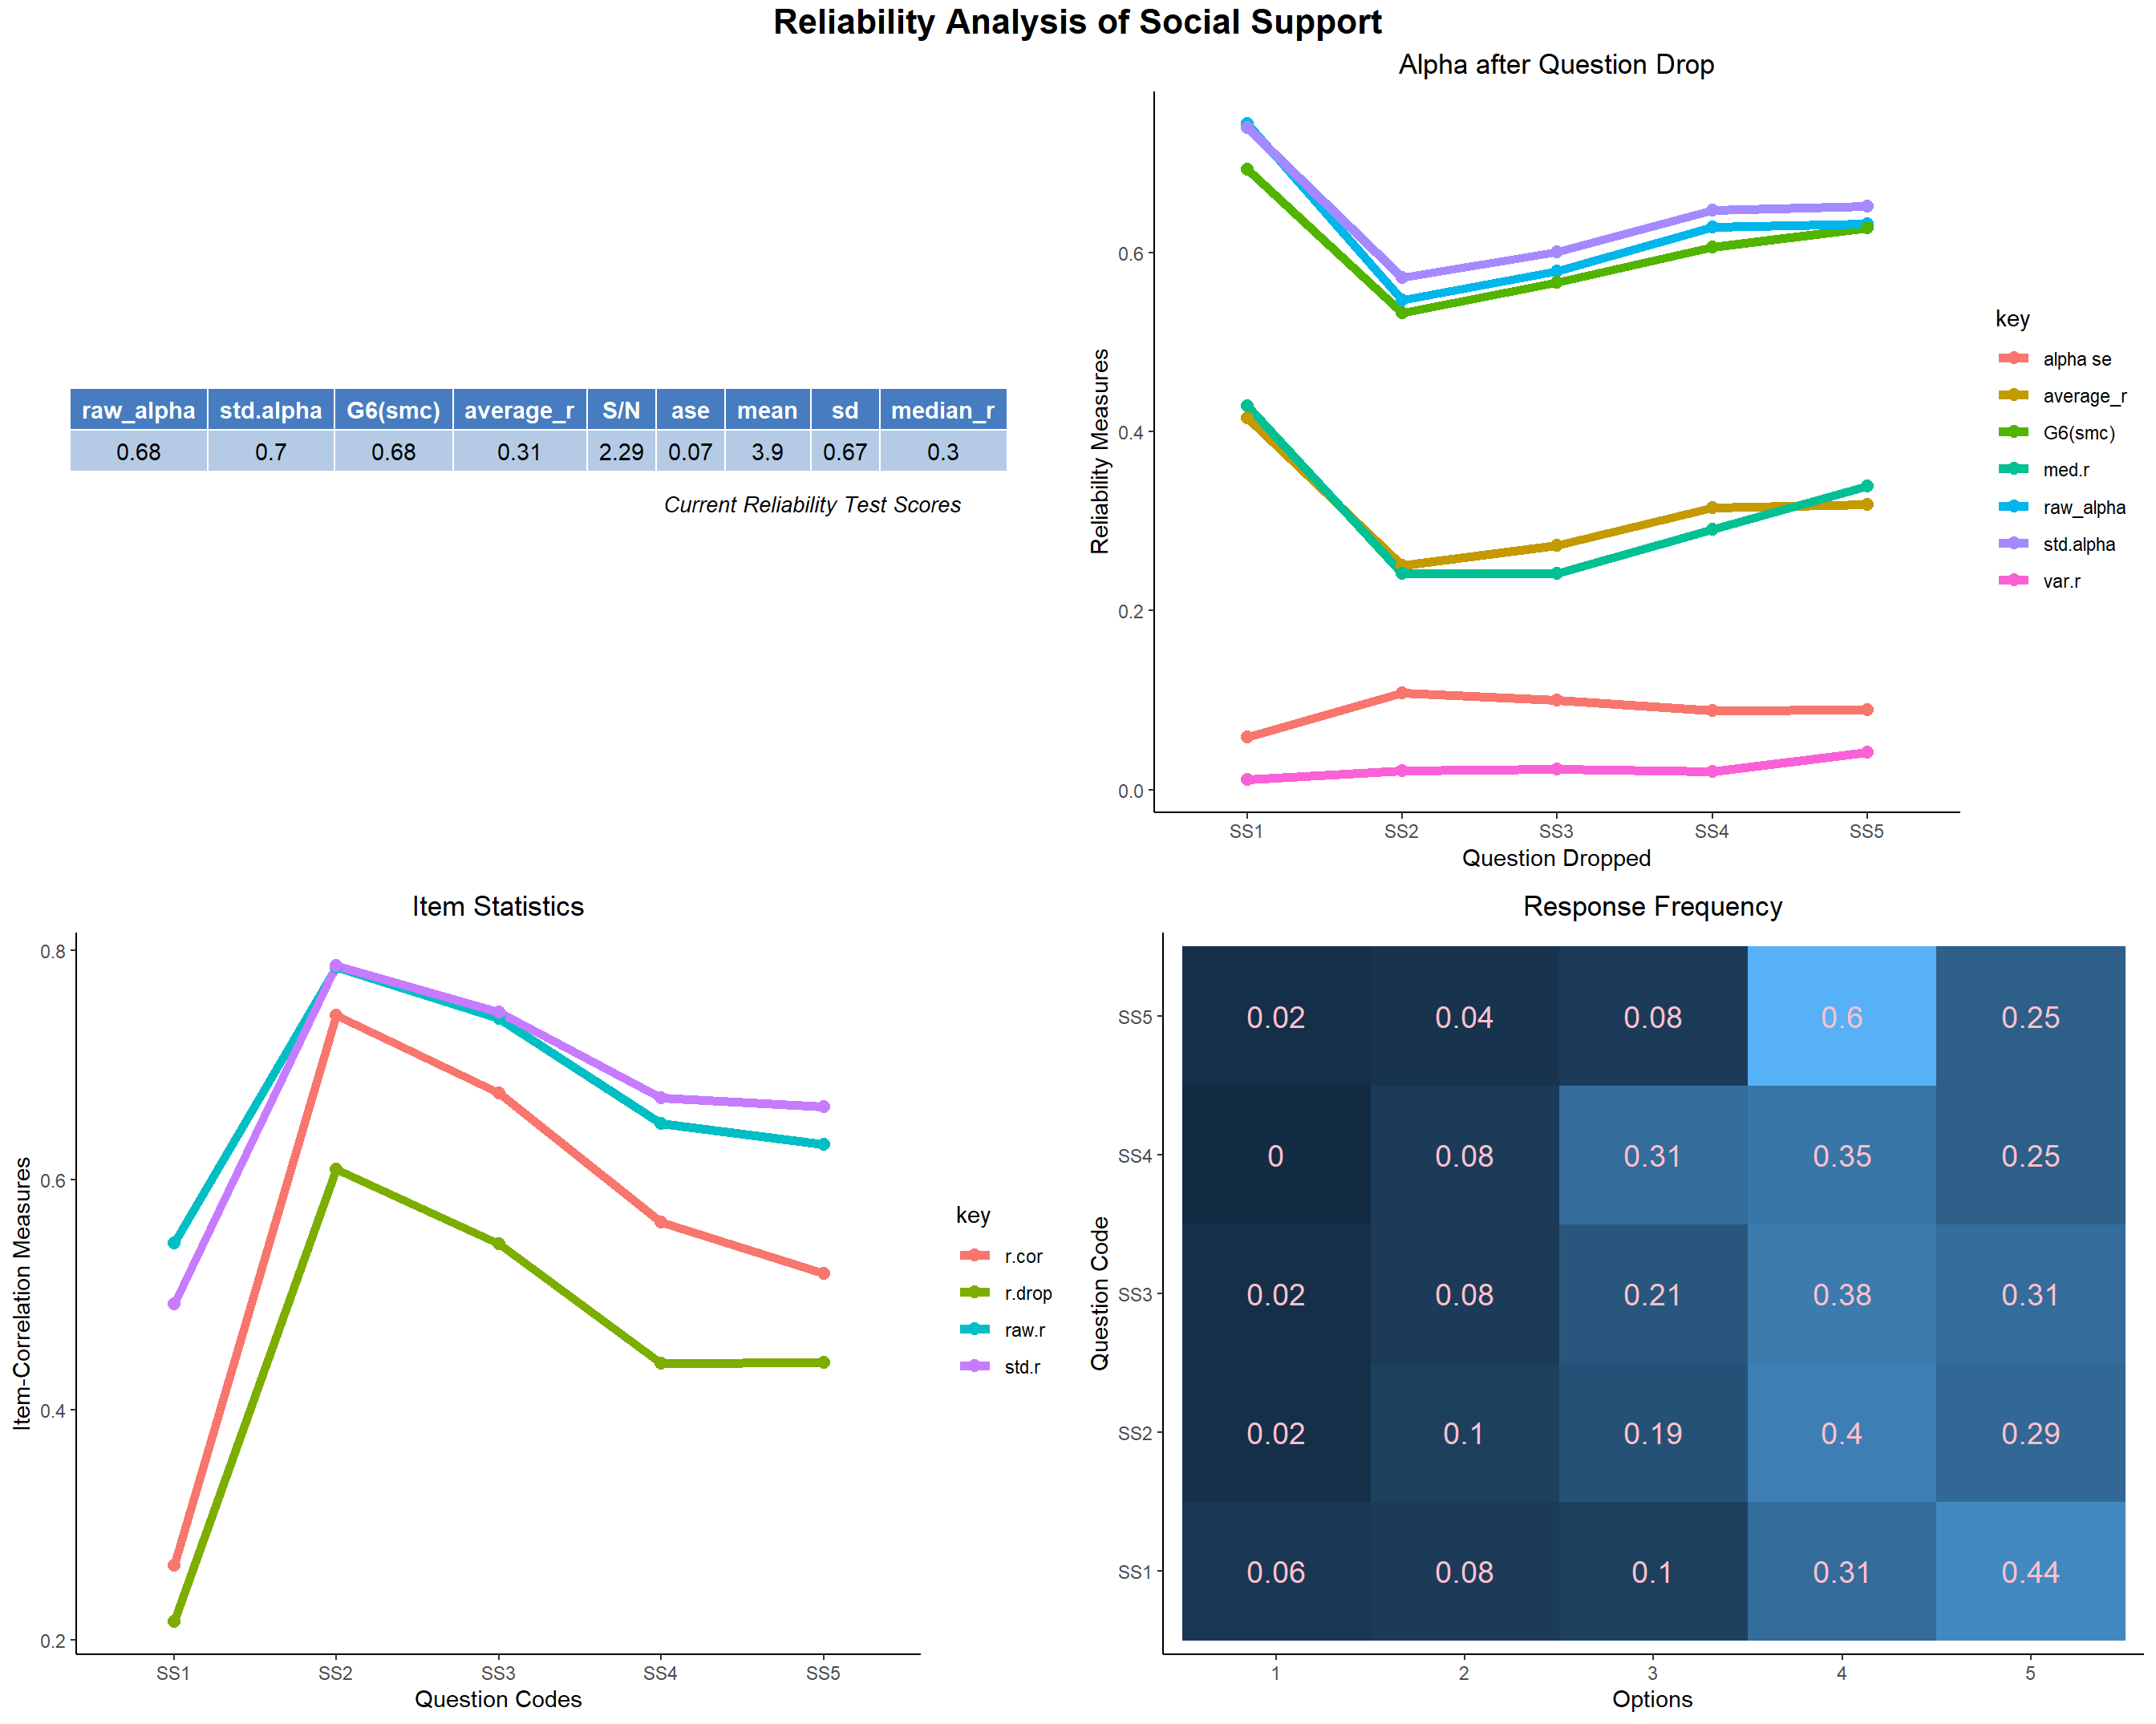 Reliability Analysis of Social Support
raw_alpha std.alpha G6(smc) average_r S/N ase mean sd median_r
0.68 0.7 0.68 0.31 2.29 0.07 3.9 0.67 0.3
Current Reliability Test Scores
Alpha after Question Drop
Reliability Measures
0.6
0.4
0.2
0.0
SS1 SS2 SS3 SS4 SS5
Question Dropped
key
alpha se
average_r
G6(smc)
med.r
raw_alpha
std.alpha
var.r
Item Statistics
Item-Correlation Measures
0.8
0.6
0.4
0.2
SS1 SS2 SS3 SS4 SS5
Question Codes
key
r.cor
r.drop
raw.r
std.r
Response Frequency
Question Code
SS5 0.02 0.04 0.08 0.6 0.25
SS4 0 0.08 0.31 0.35 0.25
SS3 0.02 0.08 0.21 0.38 0.31
SS2 0.02 0.1 0.19 0.4 0.29
SS1 0.06 0.08 0.1 0.31 0.44
1 2 3 4 5
Options